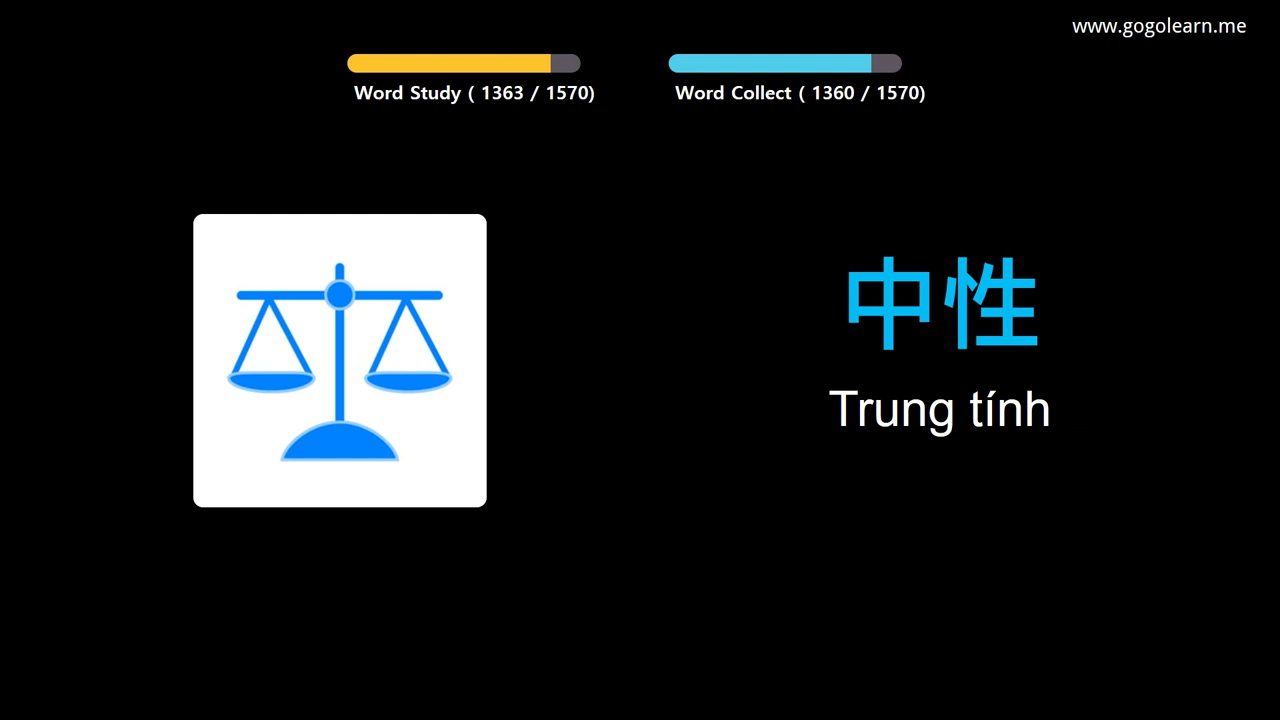 www.gogolearn.me
Word Study ( 1363 / 1570)
Word Collect ( 1360 / 1570)
中性
Trung tính